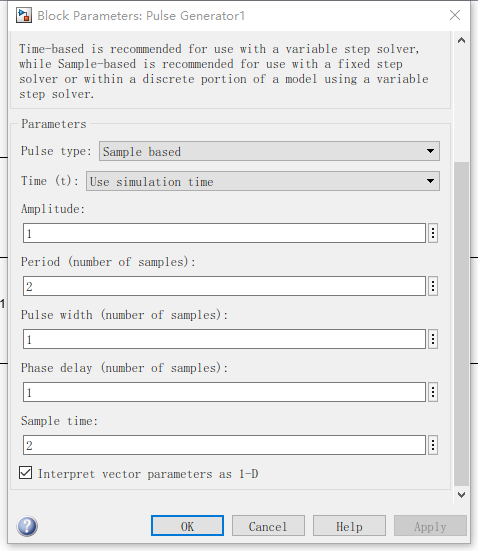 Block Parameters: Pulse Generator1
Time-based is recommended for use with a variable step solver,
while Sample-based is recommended for use with a fixed step
solver or within a discrete portion of a model using a variable
step solver.
Parameters
Pulse type: Sample based
Time (t): Use simulation time
Amplitude:
1
Period (number of samples):
2
1
Pulse width (number of samples):
1
Phase delay (number of samples):
1
Sample time:
2
Interpret vector parameters as 1-D
OK Cancel Help Apply